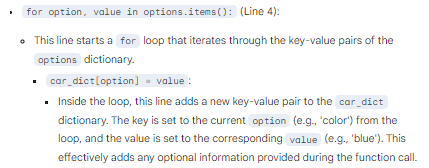 • for option, value in options.items(): (Line 4):
○ This line starts a for loop that iterates through the key-value pairs of the
options dictionary.
▪ car_dict[option] = value :
▪ Inside the loop, this line adds a new key-value pair to the car_dict
dictionary. The key is set to the current option (e.g., 'color') from the
loop, and the value is set to the corresponding value (e.g., 'blue'). This
effectively adds any optional information provided during the function call.